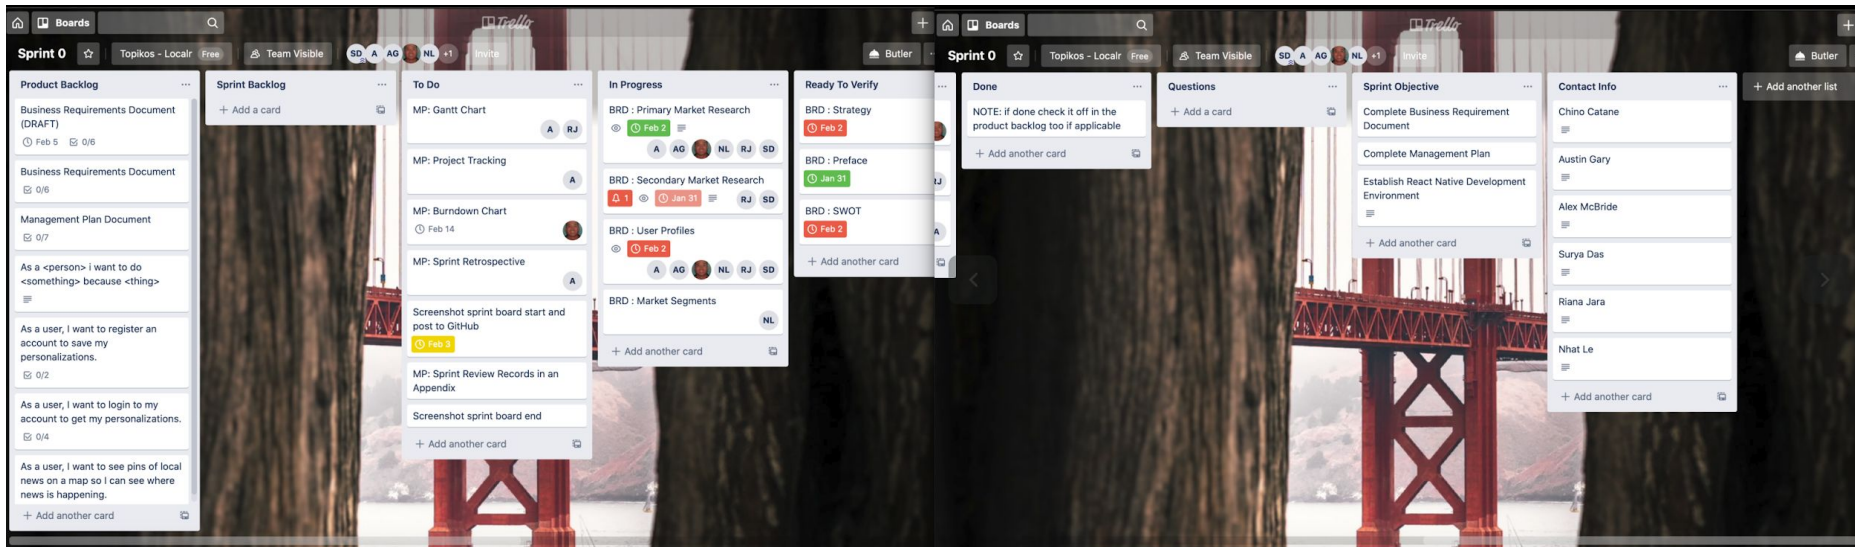 Boards
Trello
Sprint 0
Topikos - Localr Free
Team Visible
SD A AG NL +1
Invite
Butler
Product Backlog
Business Requirements Document
(DRAFT)
Feb 5 0/6
Business Requirements Document
0/6
Management Plan Document
0/7
As a <person> i want to do
<something> because <thing>
As a user, I want to register an
account to save my
personalizations.
0/2
As a user, I want to login to my
account to get my personalizations.
0/4
As a user, I want to see pins of local
news on a map so I can see where
news is happening.
+ Add another card
Sprint Backlog
+ Add a card
To Do
MP: Gantt Chart
A RJ
MP: Project Tracking
A
MP: Burndown Chart
Feb 14
MP: Sprint Retrospective
A
Screenshot sprint board start and
post to GitHub
Feb 3
MP: Sprint Review Records in an
Appendix
Screenshot sprint board end
+ Add another card
In Progress
BRD : Primary Market Research
Feb 2
A AG NL RJ SD
BRD : Secondary Market Research
1 Jan 31
RJ SD
BRD : User Profiles
Feb 2
A AG NL RJ SD
BRD : Market Segments
NL
+ Add another card
Ready To Verify
BRD : Strategy
Feb 2
BRD : Preface
Jan 31
BRD : SWOT
Feb 2
+ Add another card
Boards
Trello
Sprint 0
Topikos - Localr Free
Team Visible
SD A AG NL +1
Invite
Butler
RJ
A
Done
NOTE: if done check it off in the
product backlog too if applicable
+ Add another card
Questions
+ Add a card
Sprint Objective
Complete Business Requirement
Document
Complete Management Plan
Establish React Native Development
Environment
+ Add another card
Contact Info
Chino Catane
Austin Gary
Alex McBride
Surya Das
Riana Jara
Nhat Le
+ Add another card
+ Add another list